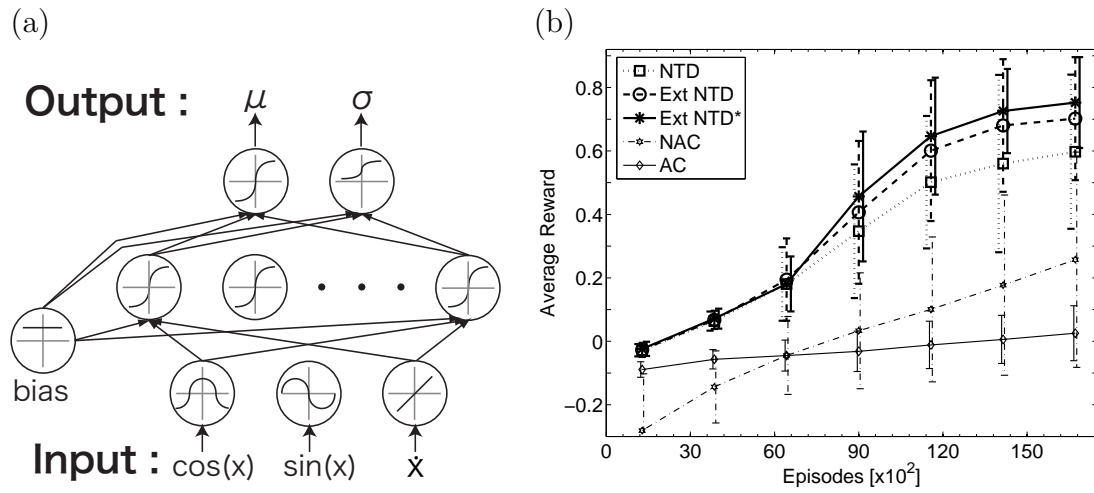 (a)
Output : μ σ
bias
Input : cos(x) sin(x) ẋ
(b)
NTD
Ext NTD
Ext NTD*
NAC
AC
Average Reward
0.8
0.6
0.4
0.2
0
−0.2
0 30 60 90 120 150
Episodes [x10²]